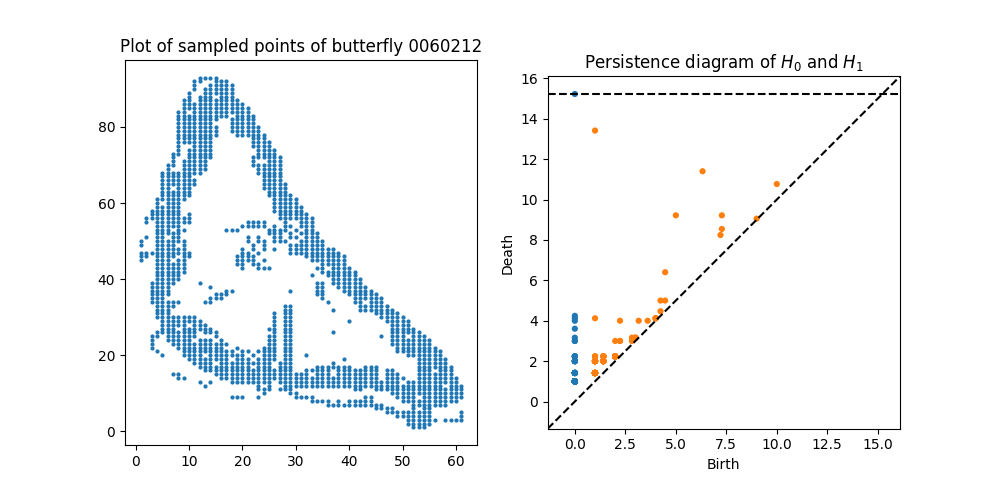 Plot of sampled points of butterfly 0060212
80
60
40
20
0
0 10 20 30 40 50 60
Persistence diagram of H₀ and H₁
Death
16
14
12
10
8
6
4
2
0
0.0 2.5 5.0 7.5 10.0 12.5 15.0
Birth